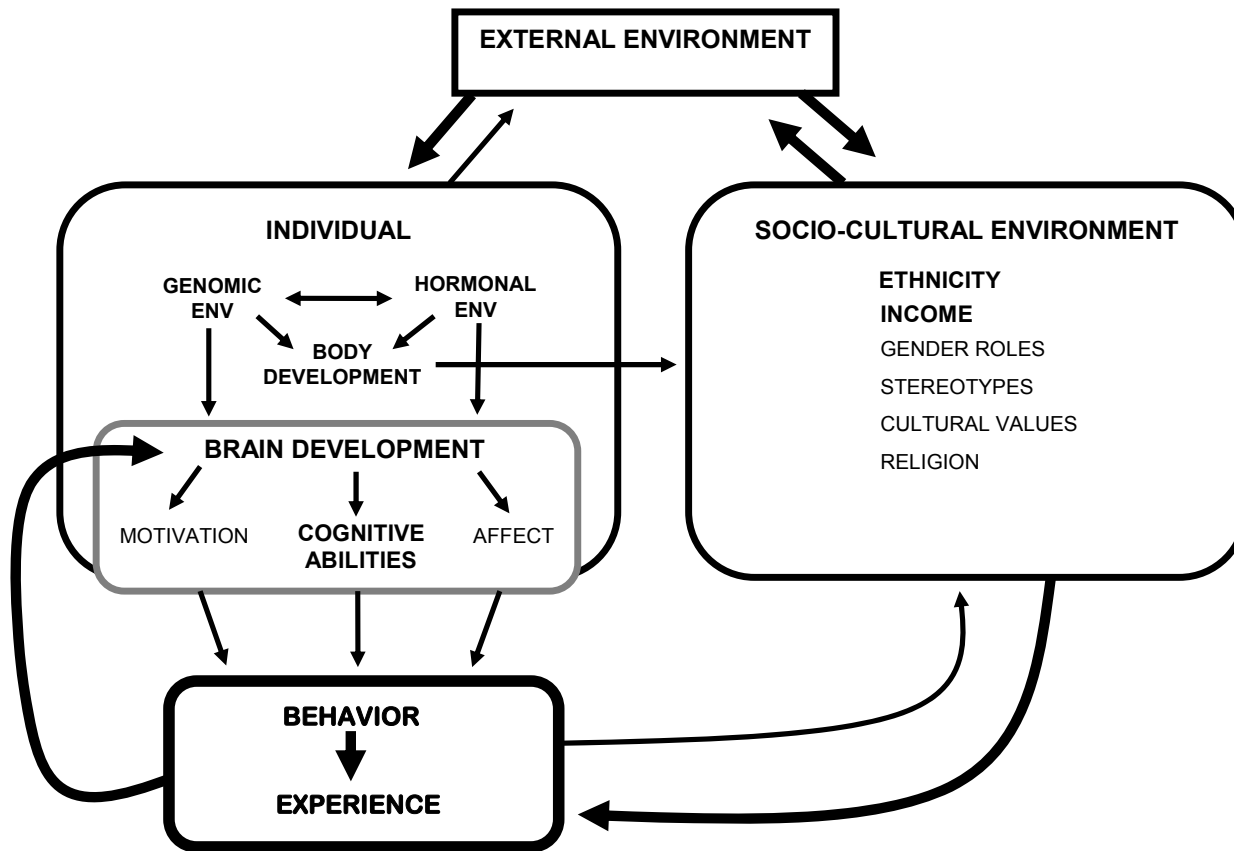 EXTERNAL ENVIRONMENT
INDIVIDUAL
GENOMIC
ENV
HORMONAL
ENV
BODY
DEVELOPMENT
BRAIN DEVELOPMENT
MOTIVATION
COGNITIVE
ABILITIES
AFFECT
BEHAVIOR
EXPERIENCE
SOCIO-CULTURAL ENVIRONMENT
ETHNICITY
INCOME
GENDER ROLES
STEREOTYPES
CULTURAL VALUES
RELIGION